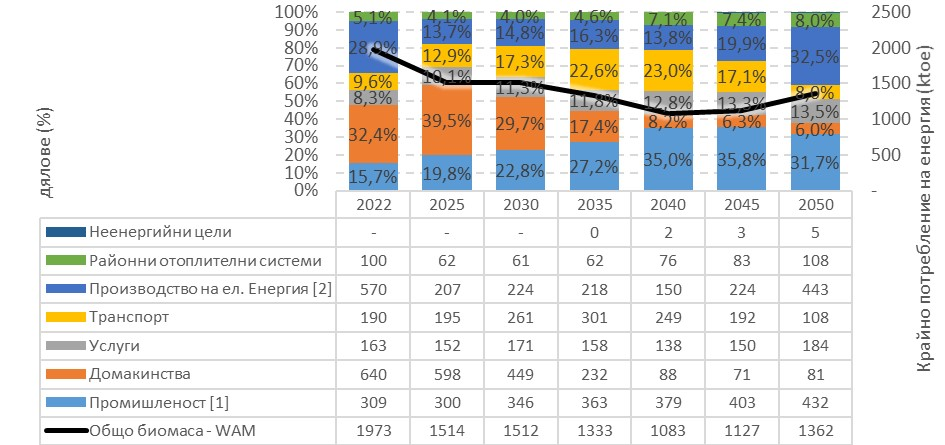 100% 5,1% 4,1% 4,0% 4,6% 7,1% 7,4% 8,0% 2500
90% 13,7% 14,8% 16,3% 13,8% 19,9%
80% 28,9% 32,5% 2000
70% 12,9% 17,3% 22,6% 23,0% 17,1%
60% 9,6% 10,1% 8,0% 1500
50% 8,3% 11,3% 11,8% 12,8% 13,3% 13,5%
40% 39,5% 8,2% 6,3% 1000
30% 32,4% 29,7% 17,4% 6,0%
20% 35,0% 35,8% 31,7% 500
10% 15,7% 19,8% 22,8% 27,2%
0% -
дялове (%)
Крайно потребление на енергия (ktoe)
2022 2025 2030 2035 2040 2045 2050
Неенергийни цели - - - 0 2 3 5
Районни отоплителни системи 100 62 61 62 76 83 108
Производство на ел. Енергия [2] 570 207 224 218 150 224 443
Транспорт 190 195 261 301 249 192 108
Услуги 163 152 171 158 138 150 184
Домакинства 640 598 449 232 88 71 81
Промишленост [1] 309 300 346 363 379 403 432
Общо биомаса - WAM 1973 1514 1512 1333 1083 1127 1362